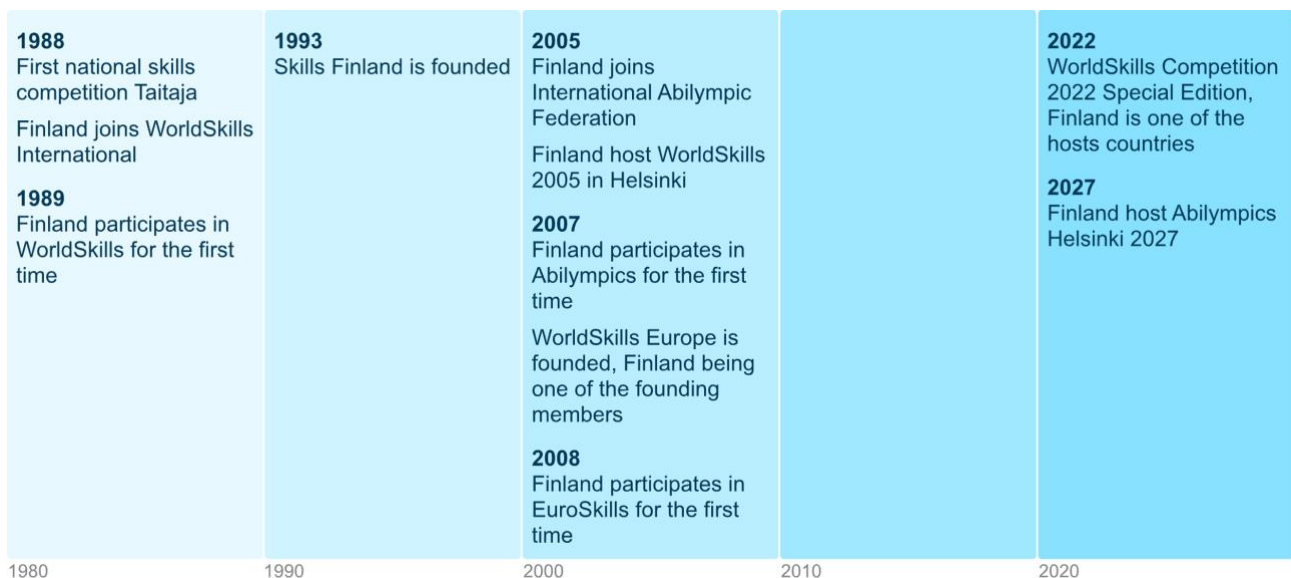 1988
First national skills
competition Taitaja
Finland joins WorldSkills
International
1989
Finland participates in
WorldSkills for the first
time
1993
Skills Finland is founded
2005
Finland joins
International Abilympic
Federation
Finland host WorldSkills
2005 in Helsinki
2007
Finland participates in
Abilympics for the first
time
WorldSkills Europe is
founded, Finland being
one of the founding
members
2008
Finland participates in
EuroSkills for the first
time
2022
WorldSkills Competition
2022 Special Edition,
Finland is one of the
hosts countries
2027
Finland host Abilympics
Helsinki 2027
1980
1990
2000
2010
2020